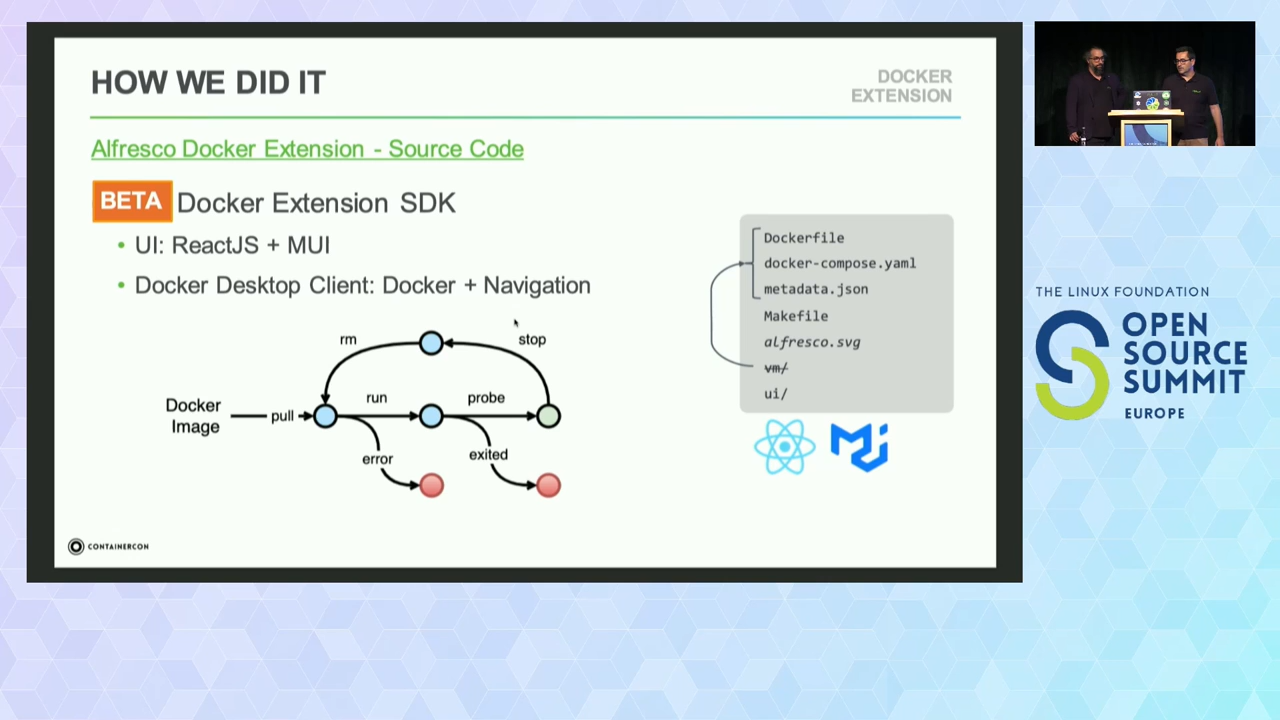 HOW WE DID IT
DOCKER
EXTENSION
Alfresco Docker Extension - Source Code
BETA Docker Extension SDK
• UI: ReactJS + MUI
• Docker Desktop Client: Docker + Navigation
rm
stop
Docker
Image
pull
run
probe
error
exited
Dockerfile
docker-compose.yaml
metadata.json
Makefile
alfresco.svg
vm/
ui/
CONTAINERCON
THE LINUX FOUNDATION
OPEN
SOURCE
SUMMIT
EUROPE